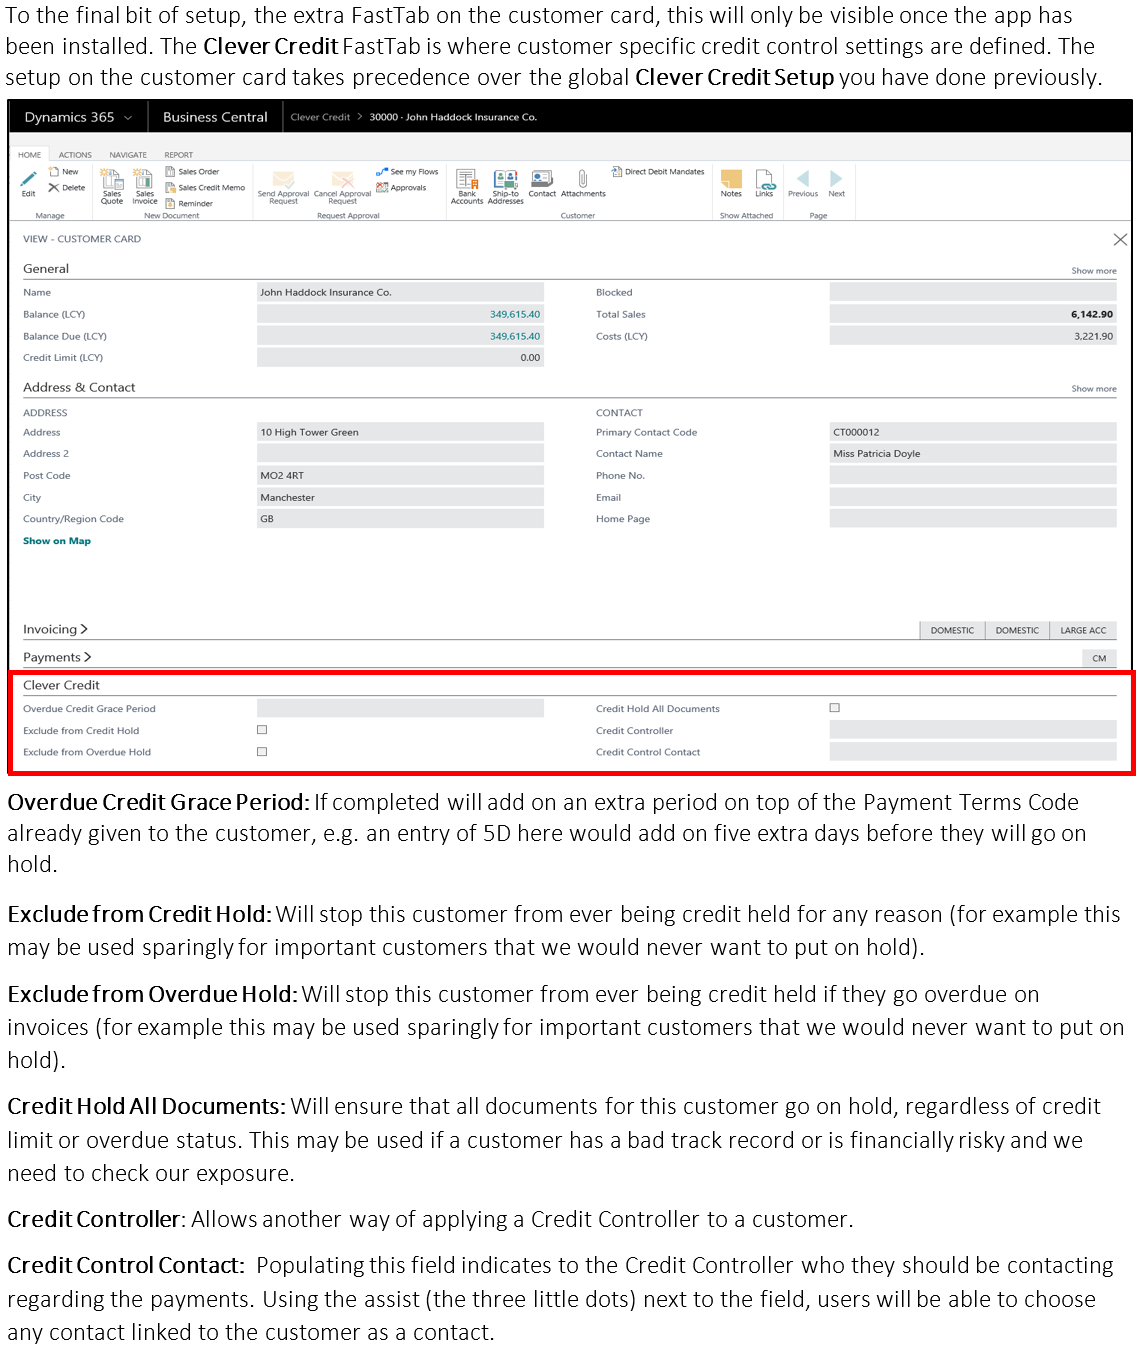 To the final bit of setup, the extra FastTab on the customer card, this will only be visible once the app has
been installed. The Clever Credit FastTab is where customer specific credit control settings are defined. The
setup on the customer card takes precedence over the global Clever Credit Setup you have done previously.
Dynamics 365 Business Central Clever Credit > 30000 · John Haddock Insurance Co.
HOME ACTIONS NAVIGATE REPORT
Edit
New
Delete
Manage
Sales Quote
Sales Invoice
Sales Order
Sales Credit Memo
Reminder
New Document
Send Approval Request
Cancel Approval Request
See my Flows
Approvals
Request Approval
Bank Accounts
Ship-to Addresses
Contact
Attachments
Direct Debit Mandates
Customer
Notes
Links
Show Attached
Previous
Next
Page
VIEW - CUSTOMER CARD
General Show more
Name John Haddock Insurance Co. Blocked
Balance (LCY) 349,615.40 Total Sales 6,142.90
Balance Due (LCY) 349,615.40 Costs (LCY) 3,221.90
Credit Limit (LCY) 0.00
Address & Contact Show more
ADDRESS CONTACT
Address 10 High Tower Green Primary Contact Code CT000012
Address 2 Contact Name Miss Patricia Doyle
Post Code MO2 4RT Phone No.
City Manchester Email
Country/Region Code GB Home Page
Show on Map
Invoicing > DOMESTIC DOMESTIC LARGE ACC
Payments > CM
Clever Credit
Overdue Credit Grace Period Credit Hold All Documents
Exclude from Credit Hold Credit Controller
Exclude from Overdue Hold Credit Control Contact
Overdue Credit Grace Period: If completed will add on an extra period on top of the Payment Terms Code
already given to the customer, e.g. an entry of 5D here would add on five extra days before they will go on
hold.
Exclude from Credit Hold: Will stop this customer from ever being credit held for any reason (for example this
may be used sparingly for important customers that we would never want to put on hold).
Exclude from Overdue Hold: Will stop this customer from ever being credit held if they go overdue on
invoices (for example this may be used sparingly for important customers that we would never want to put on
hold).
Credit Hold All Documents: Will ensure that all documents for this customer go on hold, regardless of credit
limit or overdue status. This may be used if a customer has a bad track record or is financially risky and we
need to check our exposure.
Credit Controller: Allows another way of applying a Credit Controller to a customer.
Credit Control Contact: Populating this field indicates to the Credit Controller who they should be contacting
regarding the payments. Using the assist (the three little dots) next to the field, users will be able to choose
any contact linked to the customer as a contact.